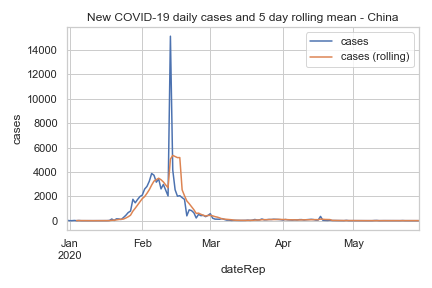 New COVID-19 daily cases and 5 day rolling mean - China
cases
cases (rolling)
14000
12000
10000
8000
6000
4000
2000
0
cases
Jan
2020
Feb
Mar
Apr
May
dateRep